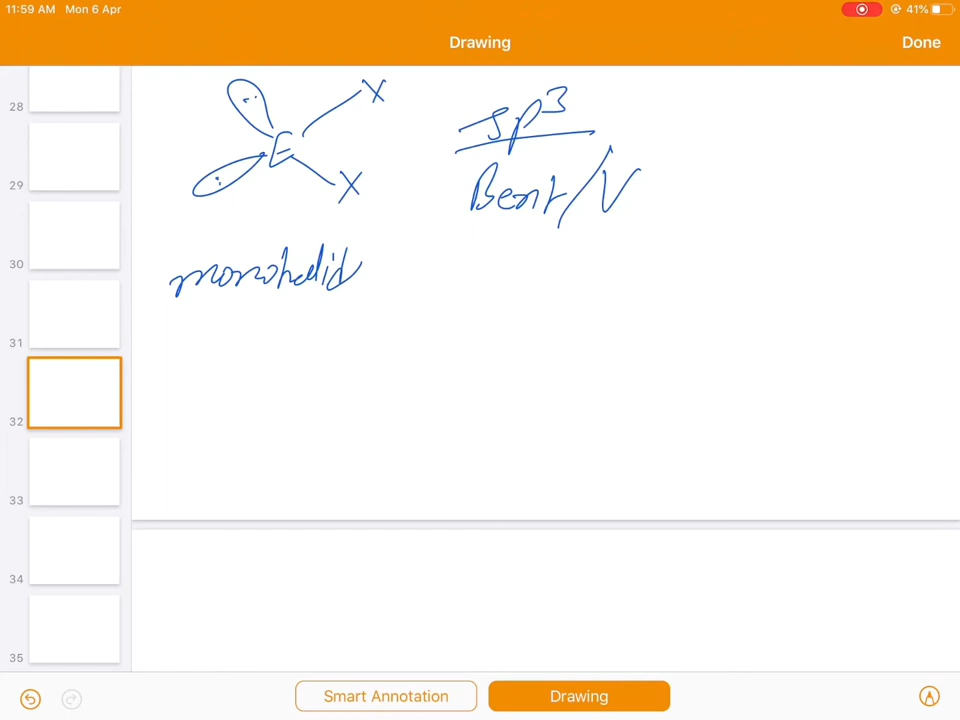 11:59 AM Mon 6 Apr
41%
Drawing
Done
28
29
30
31
32
33
34
35
X
E
X
sp³
Bent/V
monohalid
Smart Annotation
Drawing